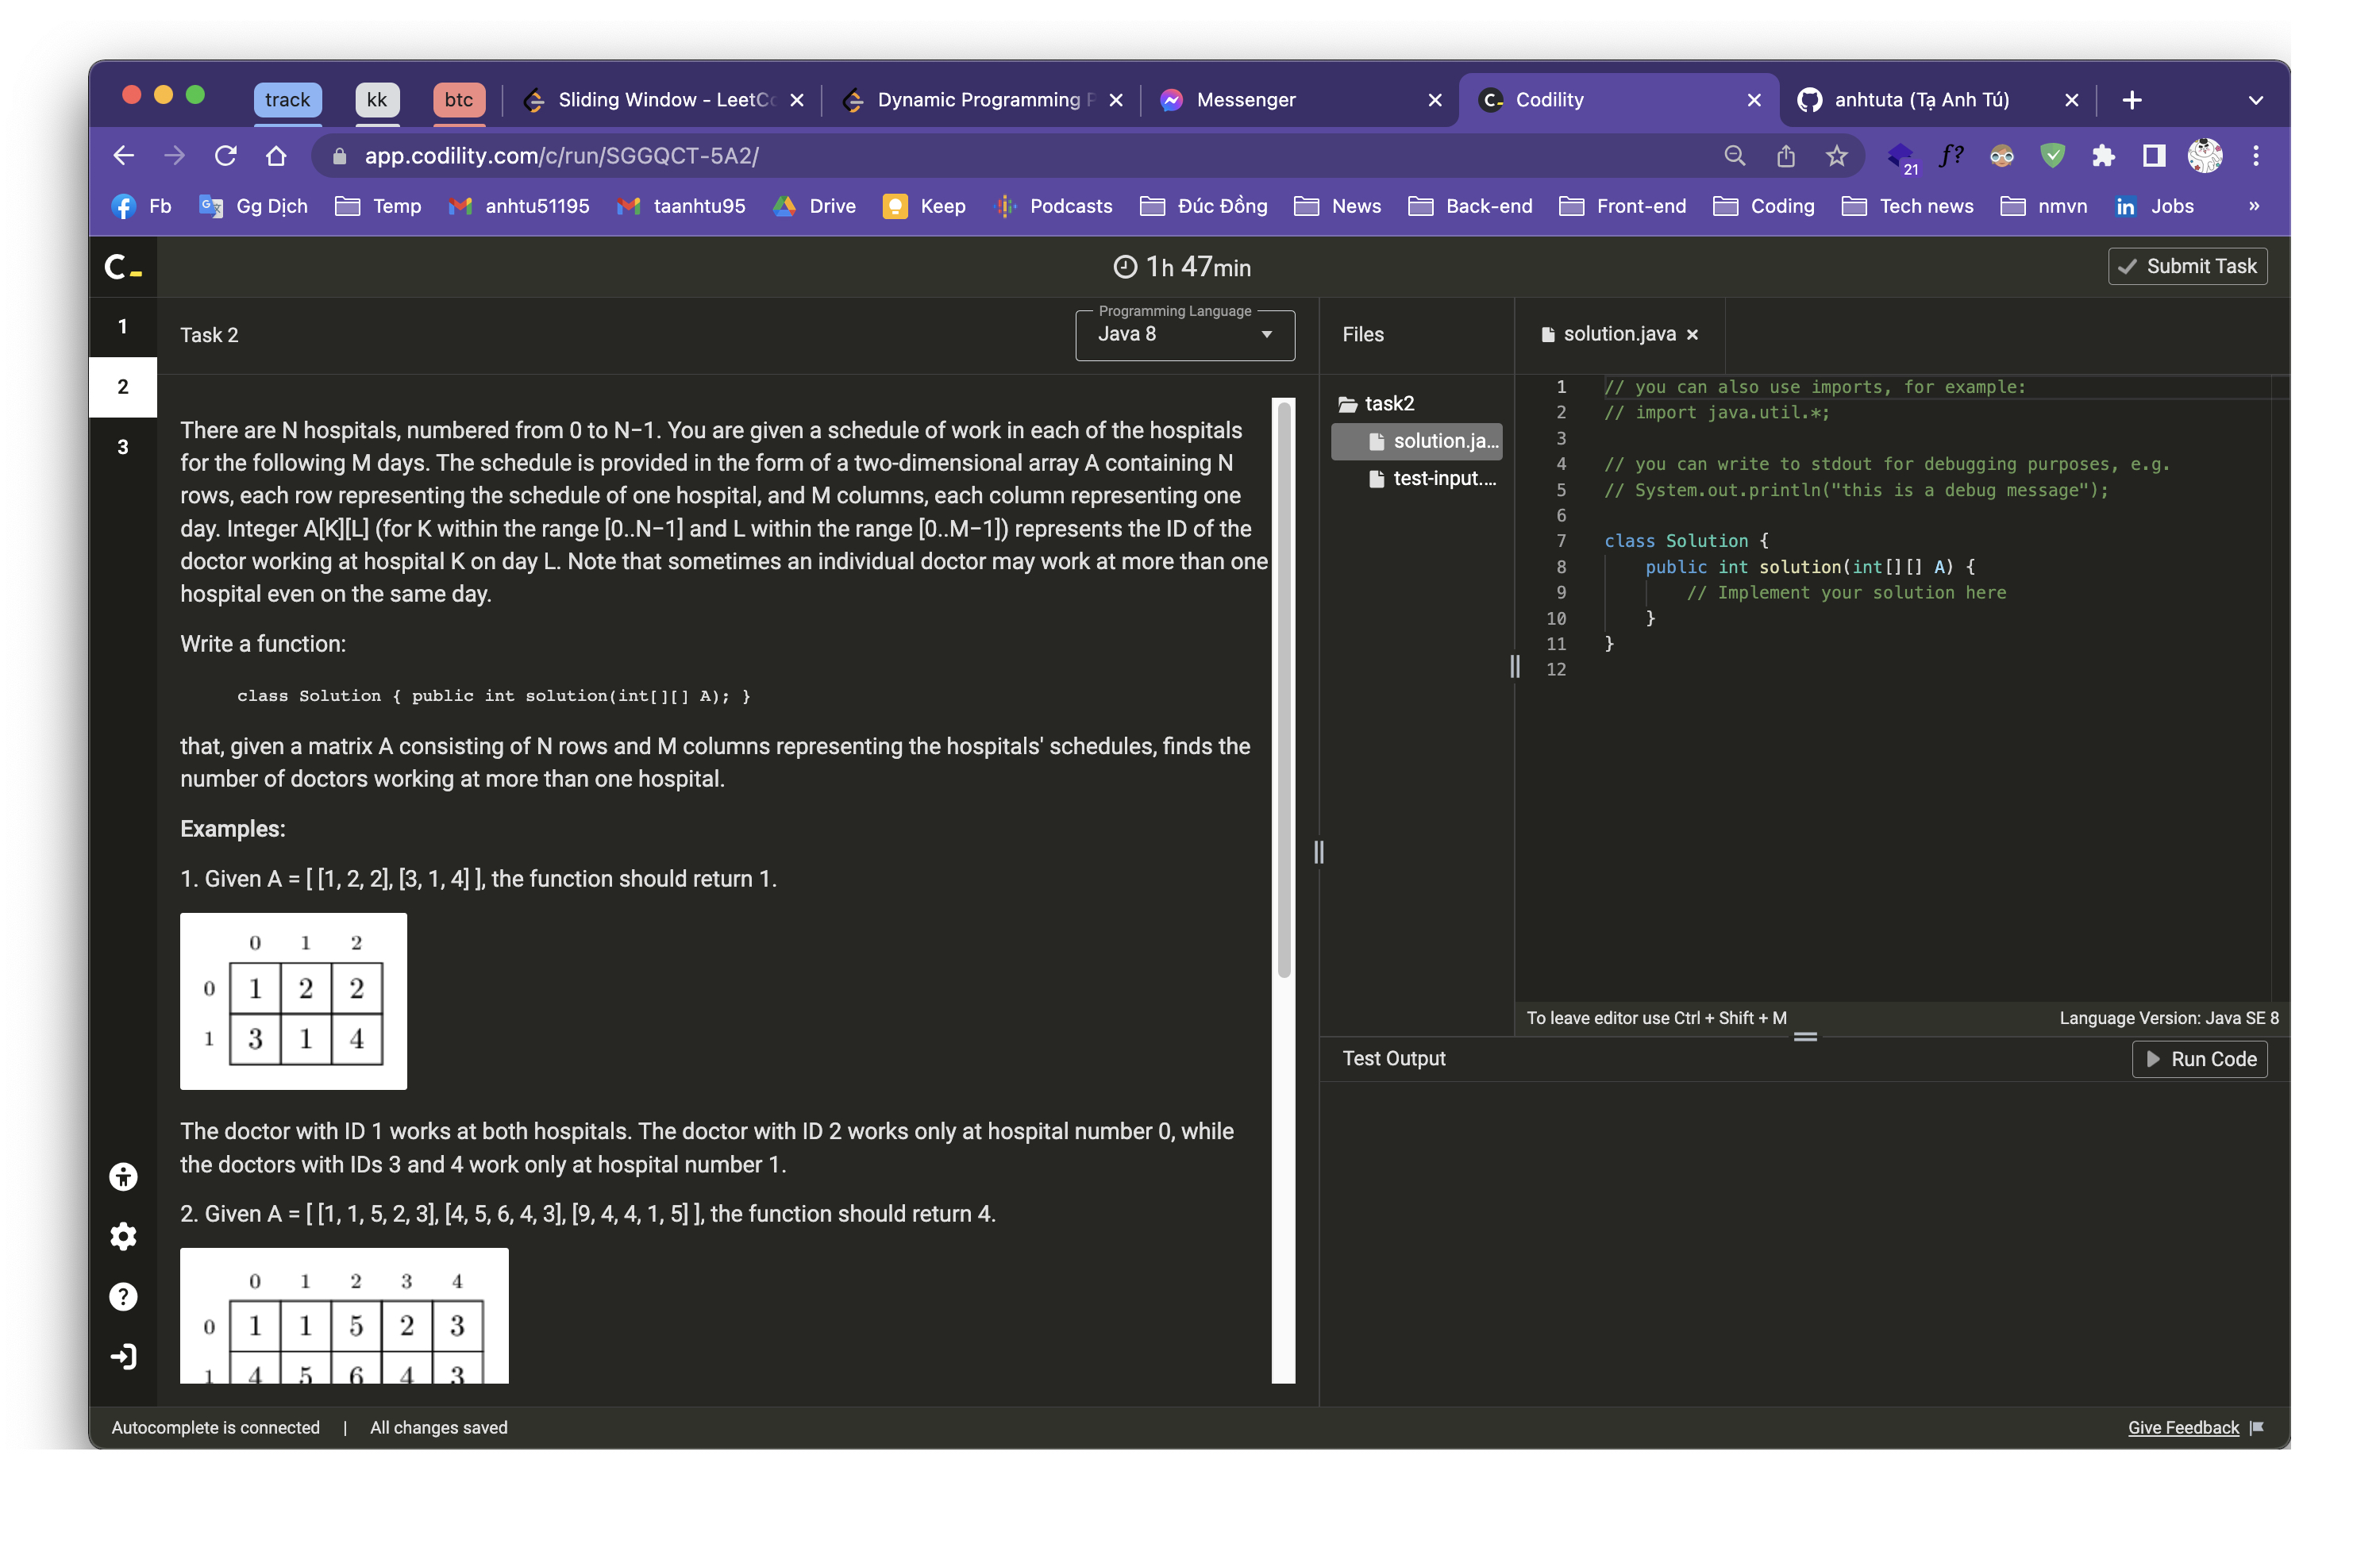 track
kk
btc
Sliding Window - LeetCo
Dynamic Programming P
Messenger
Codility
anhtuta (Tạ Anh Tú)
app.codility.com/c/run/SGGQCT-5A2/
21
f?
Fb
Gg Dịch
Temp
anhtu51195
taanhtu95
Drive
Keep
Podcasts
Đúc Đồng
News
Back-end
Front-end
Coding
Tech news
nmvn
Jobs
»
1h 47min
Submit Task
1
2
3
Task 2
Programming Language
Java 8
There are N hospitals, numbered from 0 to N−1. You are given a schedule of work in each of the hospitals
for the following M days. The schedule is provided in the form of a two-dimensional array A containing N
rows, each row representing the schedule of one hospital, and M columns, each column representing one
day. Integer A[K][L] (for K within the range [0..N−1] and L within the range [0..M−1]) represents the ID of the
doctor working at hospital K on day L. Note that sometimes an individual doctor may work at more than one
hospital even on the same day.
Write a function:
class Solution { public int solution(int[][] A); }
that, given a matrix A consisting of N rows and M columns representing the hospitals' schedules, finds the
number of doctors working at more than one hospital.
Examples:
1. Given A = [ [1, 2, 2], [3, 1, 4] ], the function should return 1.
0 1 2
0 1 2 2
1 3 1 4
The doctor with ID 1 works at both hospitals. The doctor with ID 2 works only at hospital number 0, while
the doctors with IDs 3 and 4 work only at hospital number 1.
2. Given A = [ [1, 1, 5, 2, 3], [4, 5, 6, 4, 3], [9, 4, 4, 1, 5] ], the function should return 4.
0 1 2 3 4
0 1 1 5 2 3
1 4 5 6 4 3
Files
task2
solution.ja...
test-input....
solution.java
1 // you can also use imports, for example:
2 // import java.util.*;
3
4 // you can write to stdout for debugging purposes, e.g.
5 // System.out.println("this is a debug message");
6
7 class Solution {
8 public int solution(int[][] A) {
9 // Implement your solution here
10 }
11 }
12
To leave editor use Ctrl + Shift + M
Language Version: Java SE 8
Test Output
Run Code
Autocomplete is connected | All changes saved
Give Feedback